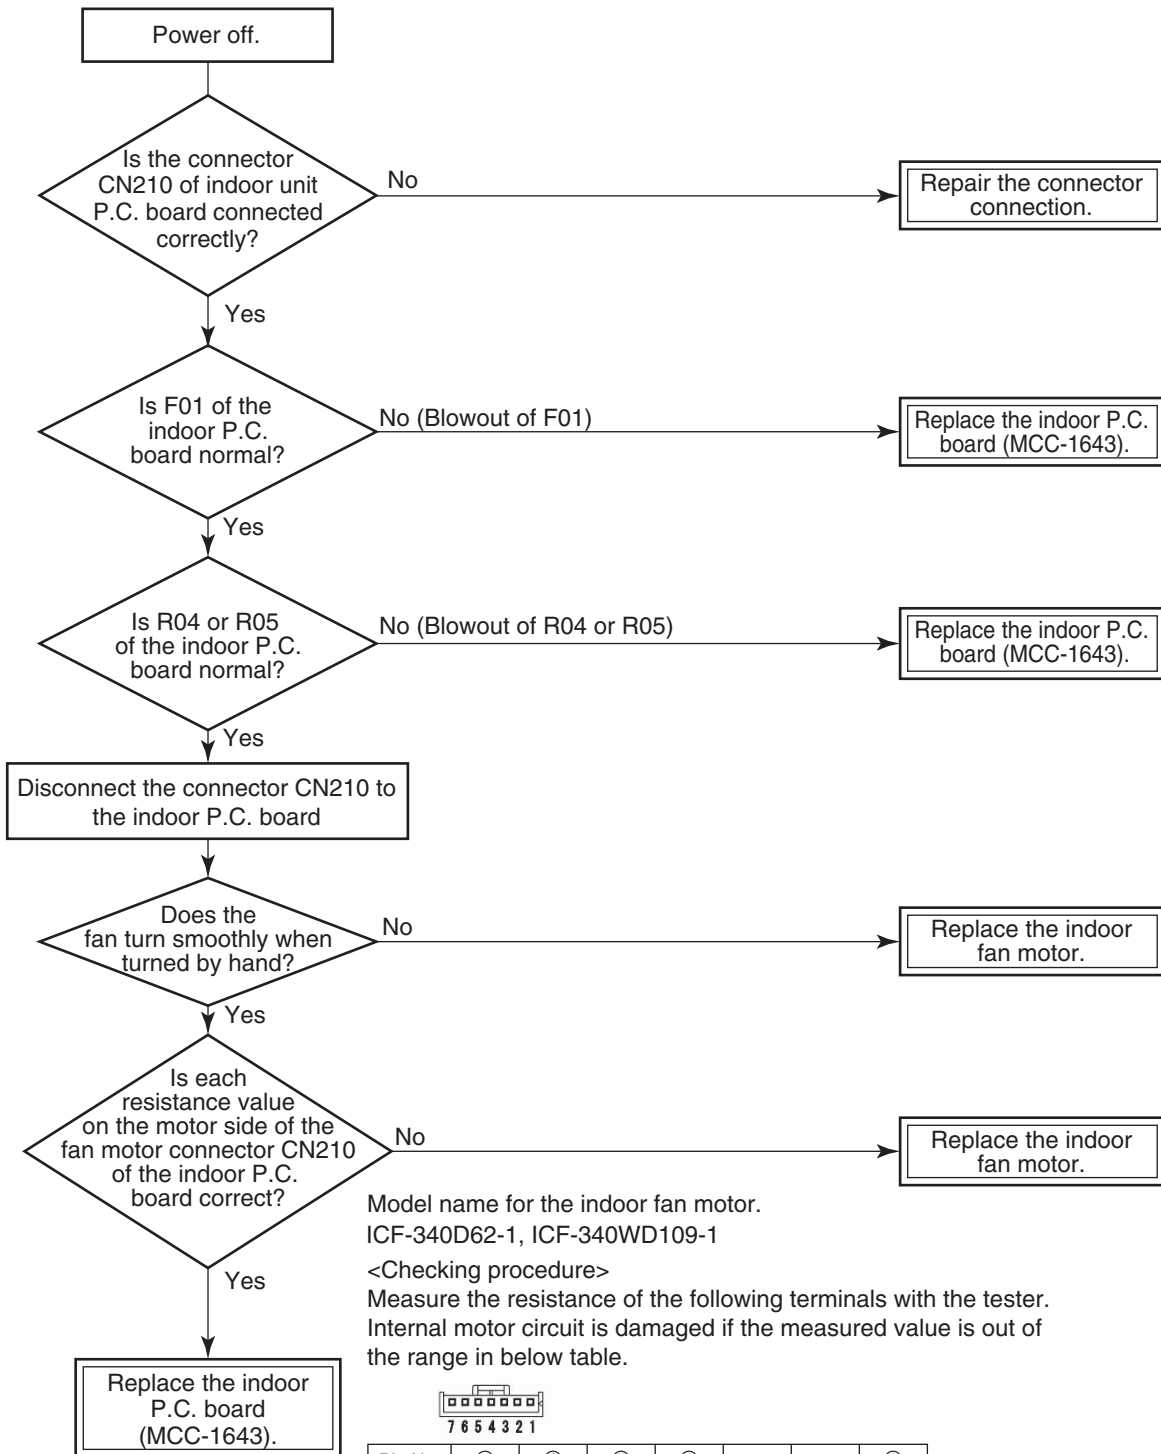 Power off.
Is the connector
CN210 of indoor unit
P.C. board connected
correctly?
No
Repair the connector
connection.
Yes
Is F01 of the
indoor P.C.
board normal?
No (Blowout of F01)
Replace the indoor P.C.
board (MCC-1643).
Yes
Is R04 or R05
of the indoor P.C.
board normal?
No (Blowout of R04 or R05)
Replace the indoor P.C.
board (MCC-1643).
Yes
Disconnect the connector CN210 to
the indoor P.C. board
Does the
fan turn smoothly when
turned by hand?
No
Replace the indoor
fan motor.
Yes
Is each
resistance value
on the motor side of the
fan motor connector CN210
of the indoor P.C.
board correct?
No
Replace the indoor
fan motor.
Yes
Replace the indoor
P.C. board
(MCC-1643).
Model name for the indoor fan motor.
ICF-340D62-1, ICF-340WD109-1
<Checking procedure>
Measure the resistance of the following terminals with the tester.
Internal motor circuit is damaged if the measured value is out of
the range in below table.
7 6 5 4 3 2 1